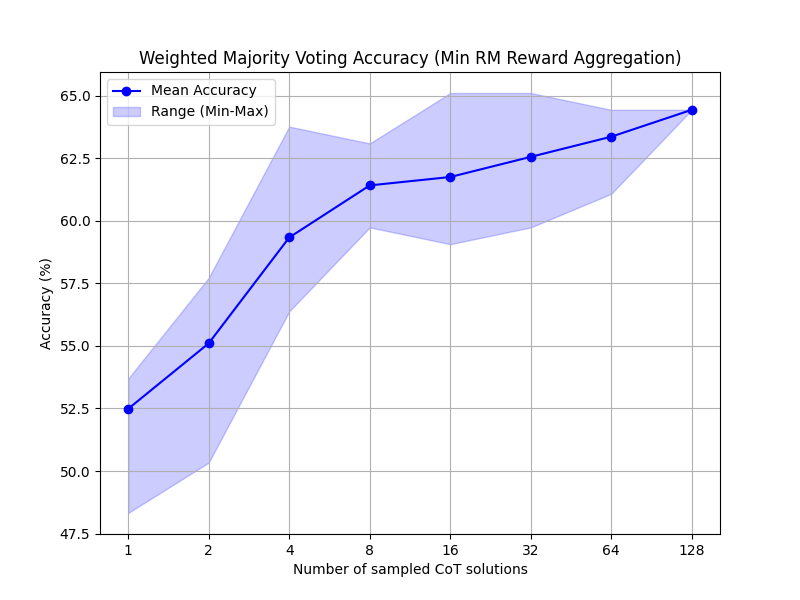 Weighted Majority Voting Accuracy (Min RM Reward Aggregation)
Mean Accuracy
Range (Min-Max)
65.0
62.5
60.0
57.5
55.0
52.5
50.0
47.5
Accuracy (%)
1 2 4 8 16 32 64 128
Number of sampled CoT solutions